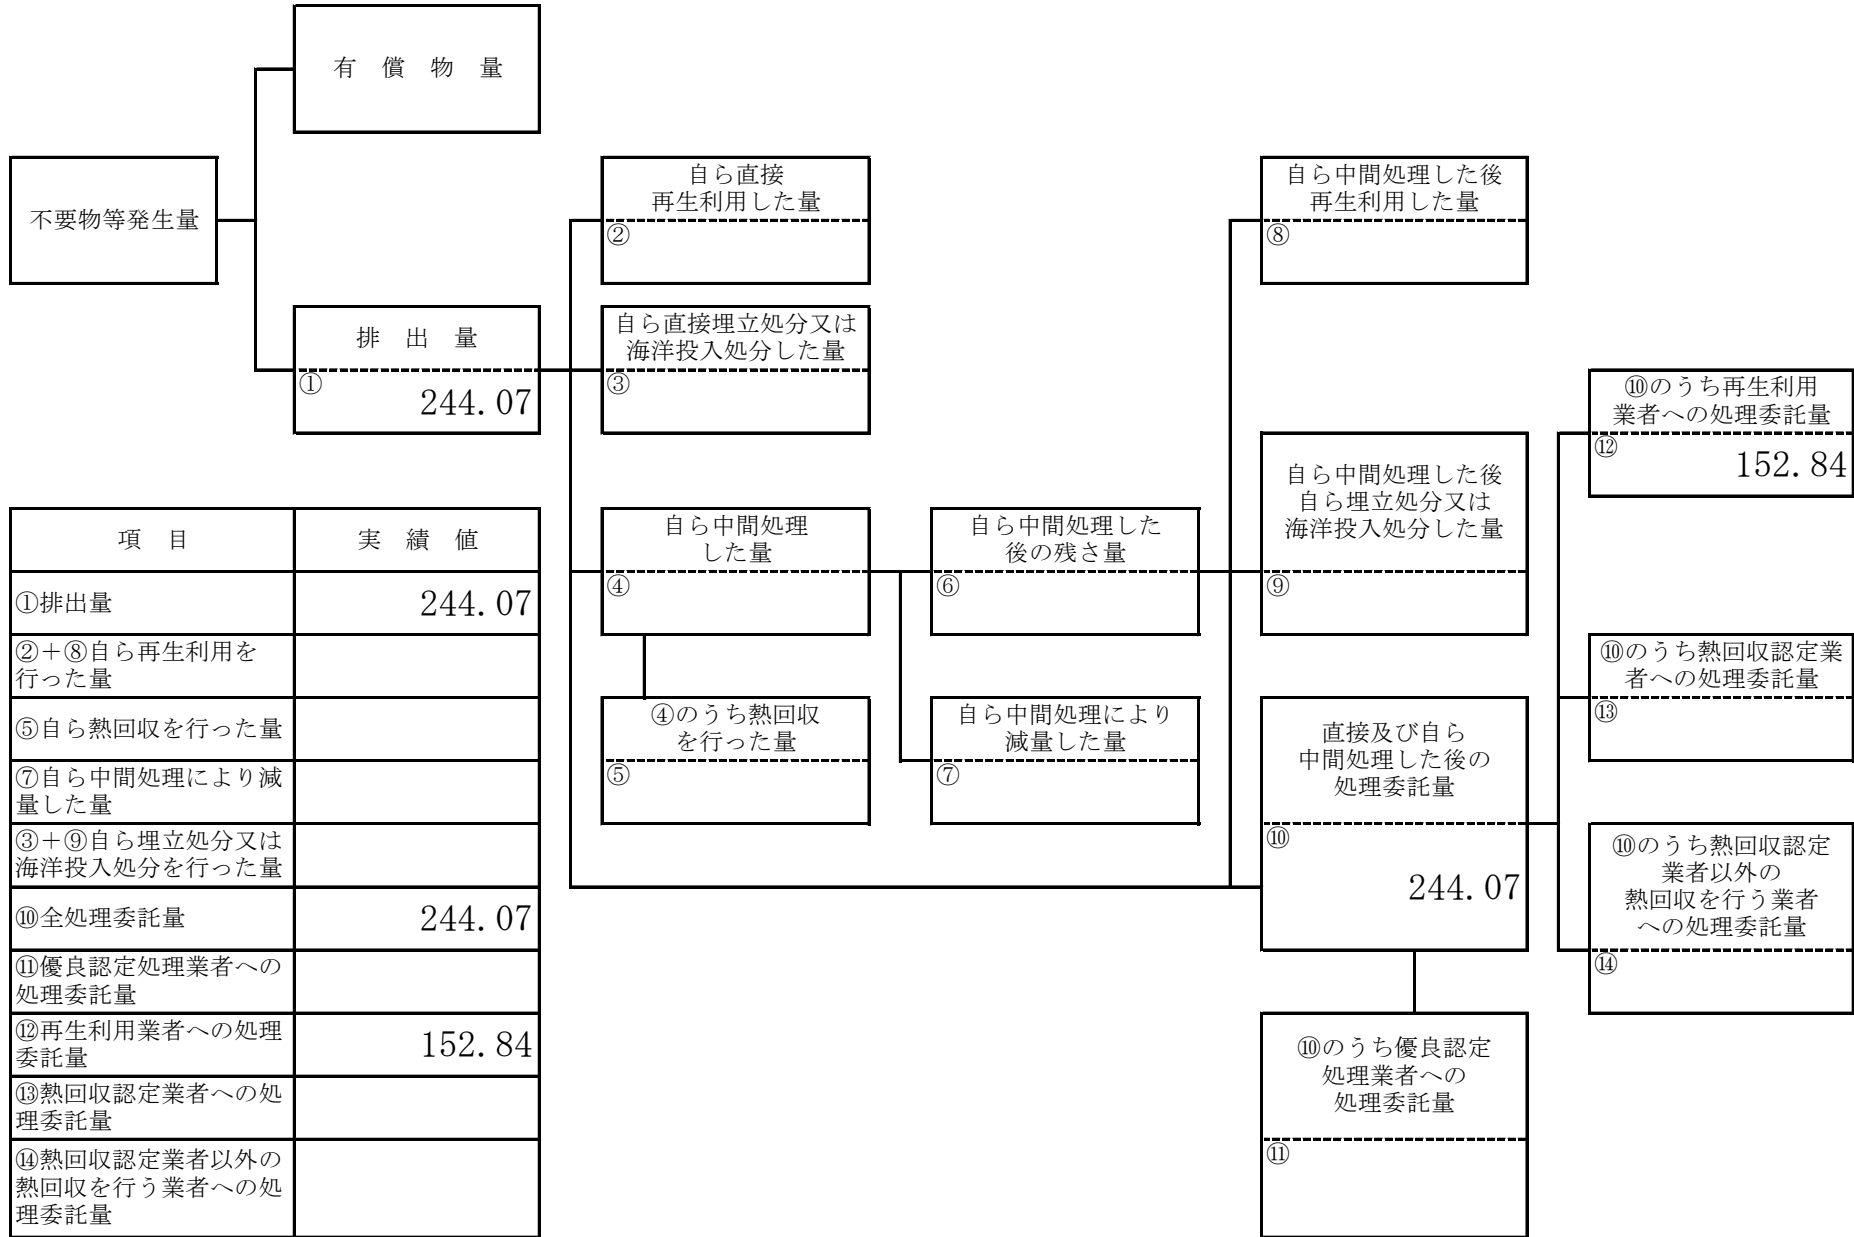 有　償　物　量
不要物等発生量
排　出　量
①
244.07
自ら直接
再生利用した量
②
自ら直接埋立処分又は
海洋投入処分した量
③
自ら中間処理
した量
④
④のうち熱回収
を行った量
⑤
自ら中間処理した
後の残さ量
⑥
自ら中間処理により
減量した量
⑦
自ら中間処理した後
再生利用した量
⑧
自ら中間処理した後
自ら埋立処分又は
海洋投入処分した量
⑨
直接及び自ら
中間処理した後の
処理委託量
⑩
244.07
⑩のうち優良認定
処理業者への
処理委託量
⑪
⑩のうち再生利用
業者への処理委託量
⑫
152.84
⑩のうち熱回収認定業
者への処理委託量
⑬
⑩のうち熱回収認定
業者以外の
熱回収を行う業者
への処理委託量
⑭
項　目
実　績　値
①排出量
244.07
②＋⑧自ら再生利用を
行った量
⑤自ら熱回収を行った量
⑦自ら中間処理により減
量した量
③＋⑨自ら埋立処分又は
海洋投入処分を行った量
⑩全処理委託量
244.07
⑪優良認定処理業者への
処理委託量
⑫再生利用業者への処理
委託量
152.84
⑬熱回収認定業者への処
理委託量
⑭熱回収認定業者以外の
熱回収を行う業者への処
理委託量